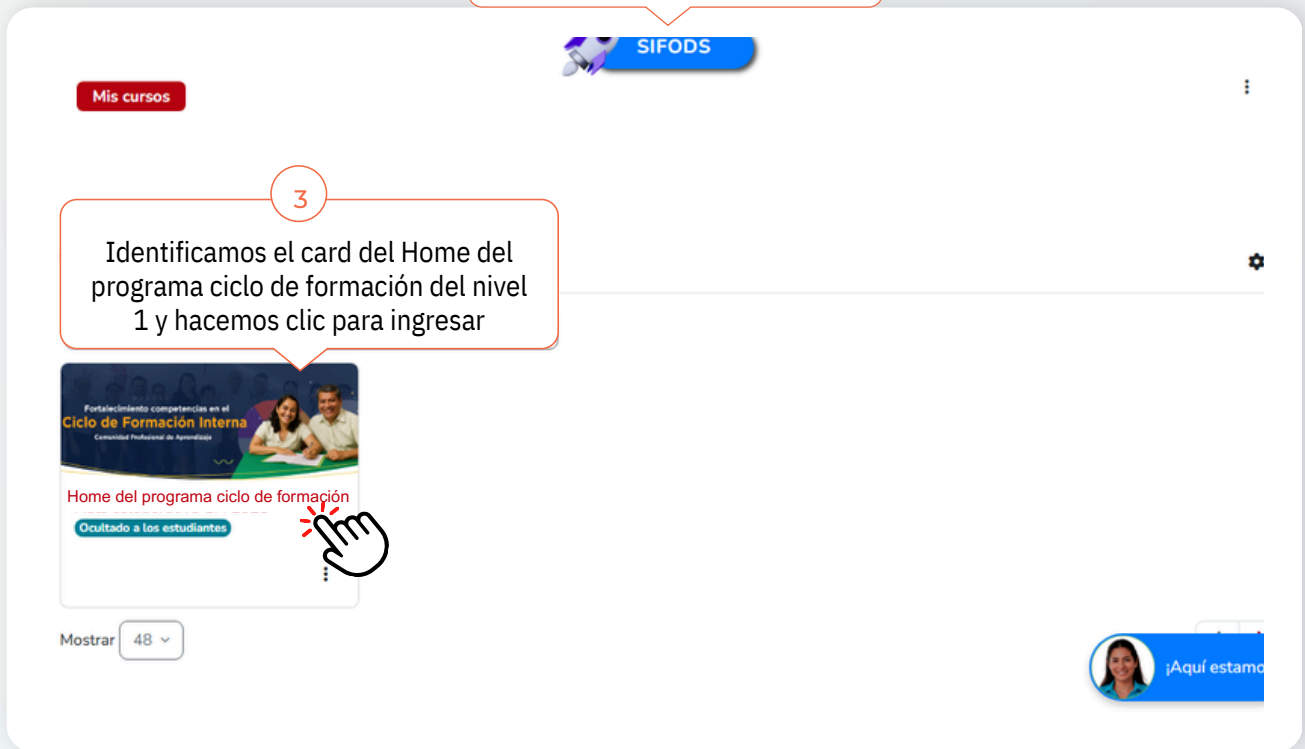 SIFODS
Mis cursos
3
Identificamos el card del Home del
programa ciclo de formación del nivel
1 y hacemos clic para ingresar
Fortalecimiento competencias en el
Ciclo de Formación Interna
Comunidad Profesional de Aprendizaje
Home del programa ciclo de formación
Ocultado a los estudiantes
Mostrar 48
¡Aquí estamo